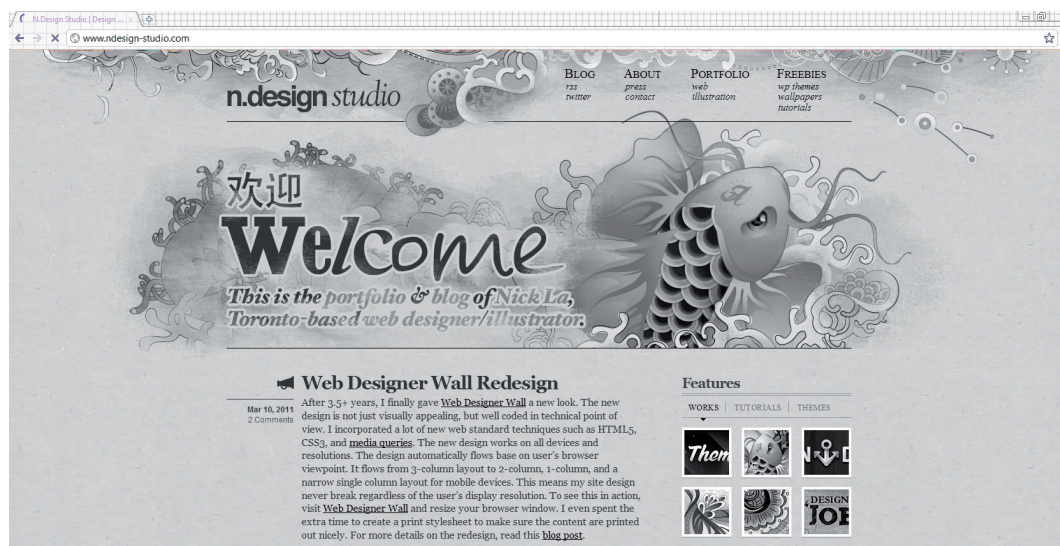 N.Design Studio | Design ...
www.ndesign-studio.com
n.design studio
BLOG
rss
twitter
ABOUT
press
contact
PORTFOLIO
web
illustration
FREEBIES
wp themes
wallpapers
tutorials
欢迎
Welcome
This is the portfolio & blog of Nick La,
Toronto-based web designer/illustrator.
Mar 10, 2011
2 Comments
Web Designer Wall Redesign
After 3.5+ years, I finally gave Web Designer Wall a new look. The new
design is not just visually appealing, but well coded in technical point of
view. I incorporated a lot of new web standard techniques such as HTML5,
CSS3, and media queries. The new design works on all devices and
resolutions. The design automatically flows base on user's browser
viewpoint. It flows from 3-column layout to 2-column, 1-column, and a
narrow single column layout for mobile devices. This means my site design
never break regardless of the user's display resolution. To see this in action,
visit Web Designer Wall and resize your browser window. I even spent the
extra time to create a print stylesheet to make sure the content are printed
out nicely. For more details on the redesign, read this blog post.
Features
WORKS
TUTORIALS
THEMES
Them
N D
DESIGN
JOB